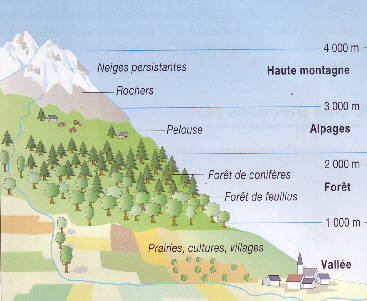 4 000 m
Neiges persistantes
Haute montagne
Rochers
3 000 m
Pelouse
Alpages
2 000 m
Forêt de conifères
Forêt
Forêt de feuillus
1 000 m
Prairies, cultures, villages
Vallée